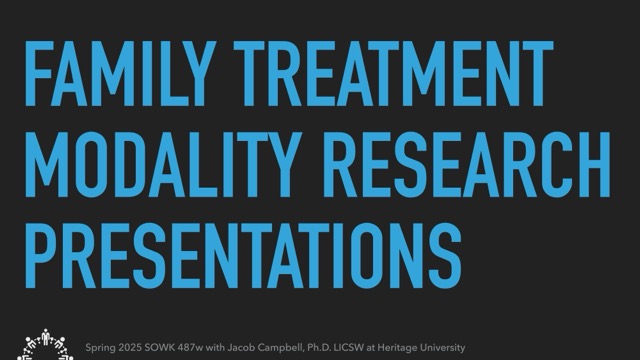 FAMILY TREATMENT
MODALITY RESEARCH
PRESENTATIONS
Spring 2025 SOWK 487w with Jacob Campbell, Ph.D. LICSW at Heritage University